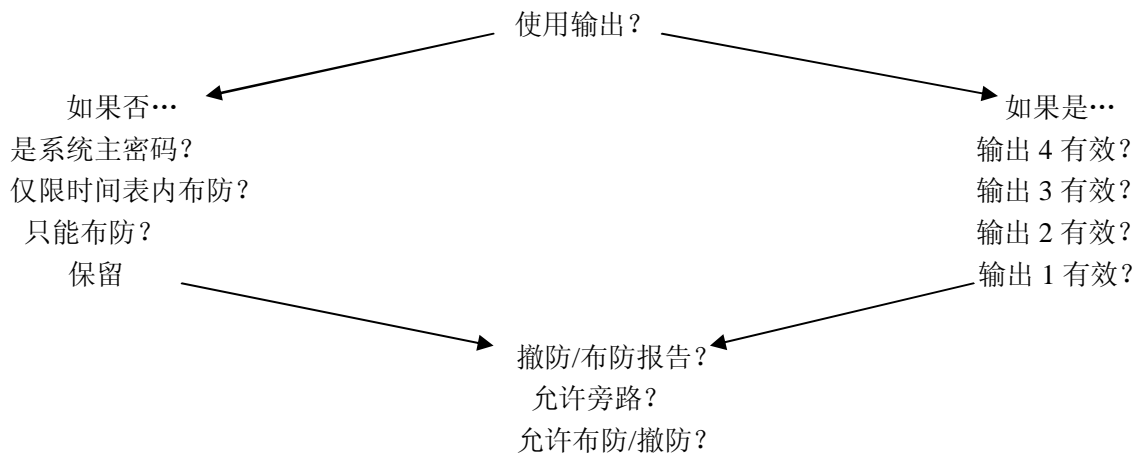 使用输出？
如果否…
是系统主密码？
仅限时间表内布防？
只能布防？
保留
如果是…
输出 4 有效？
输出 3 有效？
输出 2 有效？
输出 1 有效？
撤防/布防报告？
允许旁路？
允许布防/撤防？